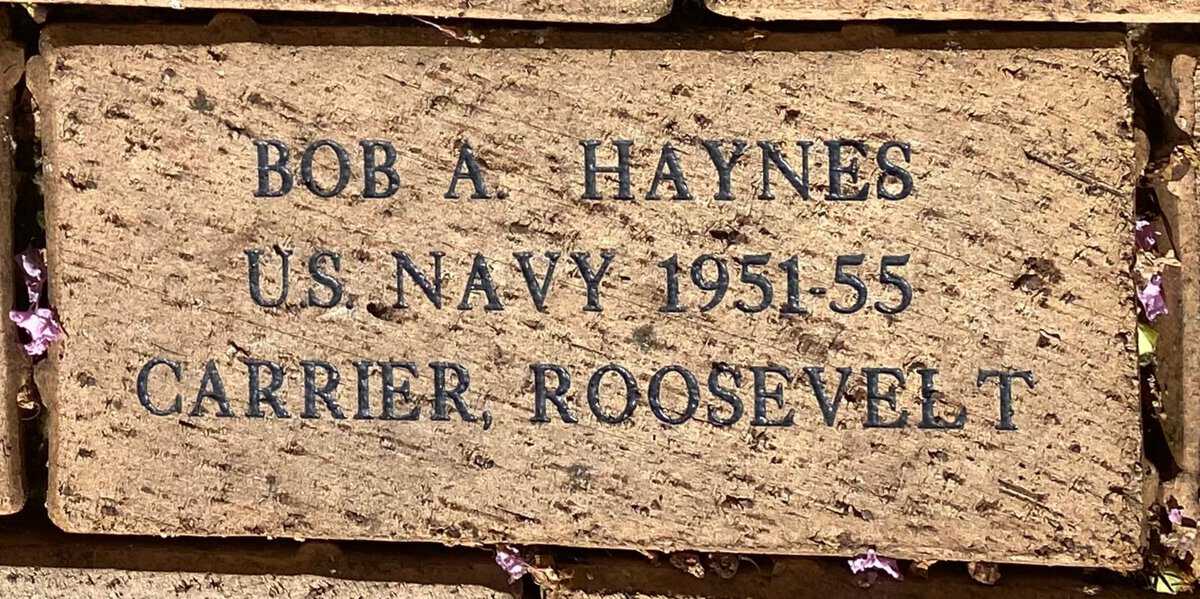 BOB A. HAYNES
U.S. NAVY 1951-55
CARRIER, ROOSEVELT